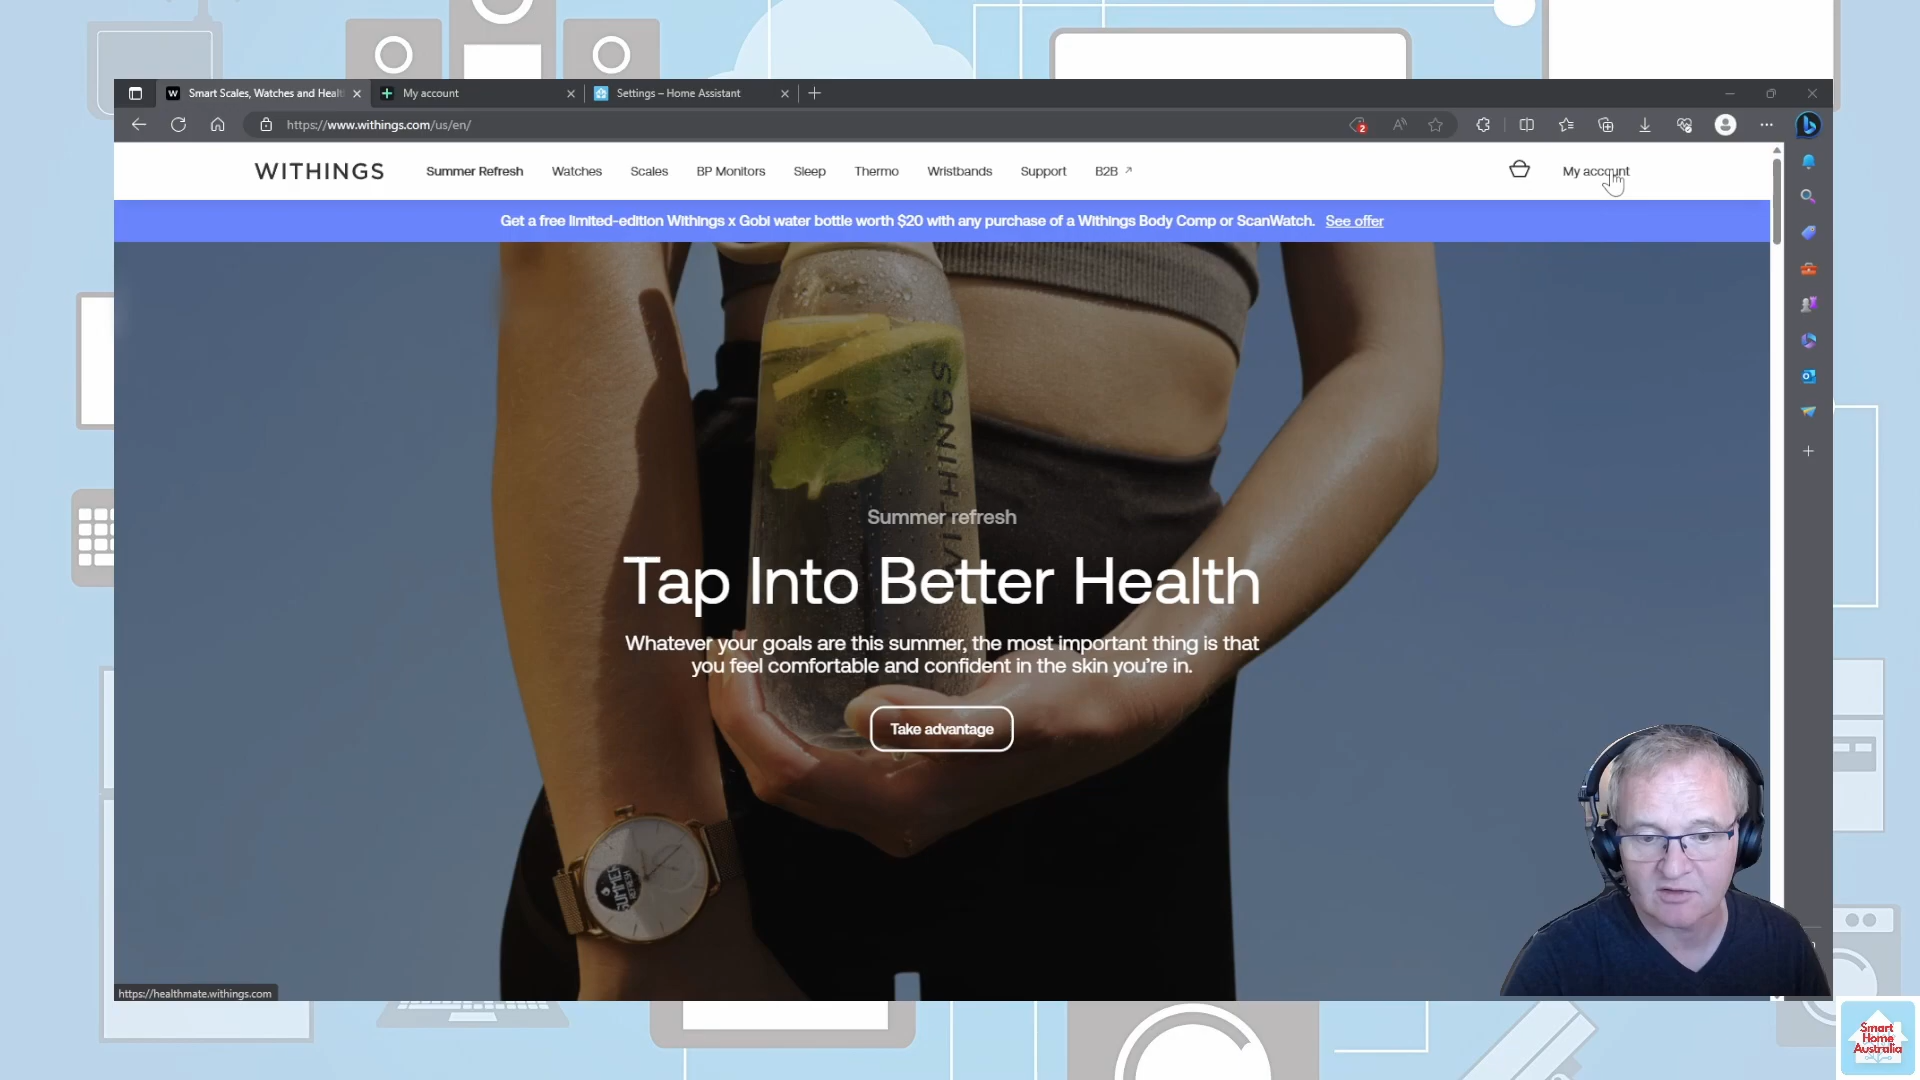 Smart Scales, Watches and Healt
My account
Settings – Home Assistant
https://www.withings.com/us/en/
2
WITHINGS
Summer Refresh
Watches
Scales
BP Monitors
Sleep
Thermo
Wristbands
Support
B2B
My account
Get a free limited-edition Withings x Gobi water bottle worth $20 with any purchase of a Withings Body Comp or ScanWatch. See offer
WITHINGS
Summer refresh
Tap Into Better Health
Whatever your goals are this summer, the most important thing is that
you feel comfortable and confident in the skin you're in.
Take advantage
https://healthmate.withings.com
Smart
Home
Australia